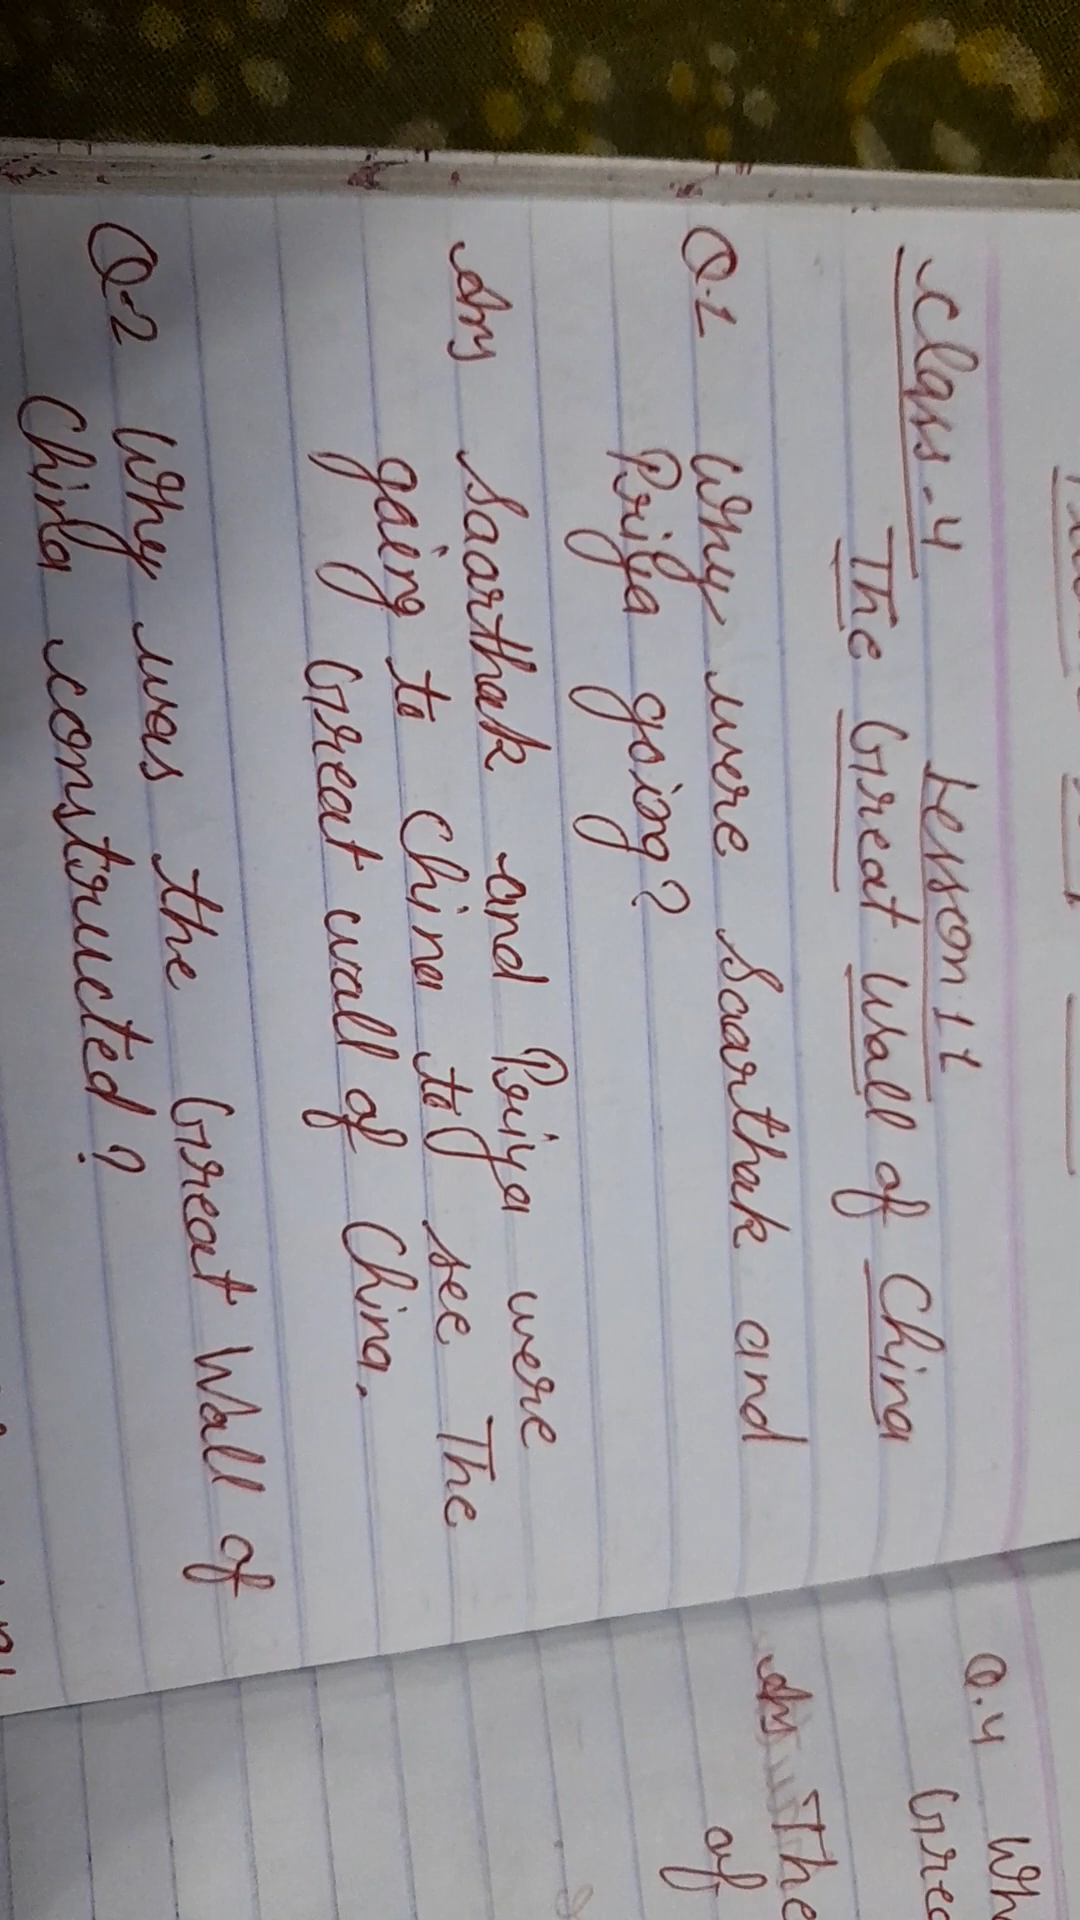 Class-4 Lesson 11
The Great Wall of China
Q.1 Why were Saarthak and
Priya going?
Ans Saarthak and Priya were
gaing to China to see The
Great wall of China.
Q.2 Why was the Great Wall of
China constructed?
Q.4 Wh
Grea
Ans The
of